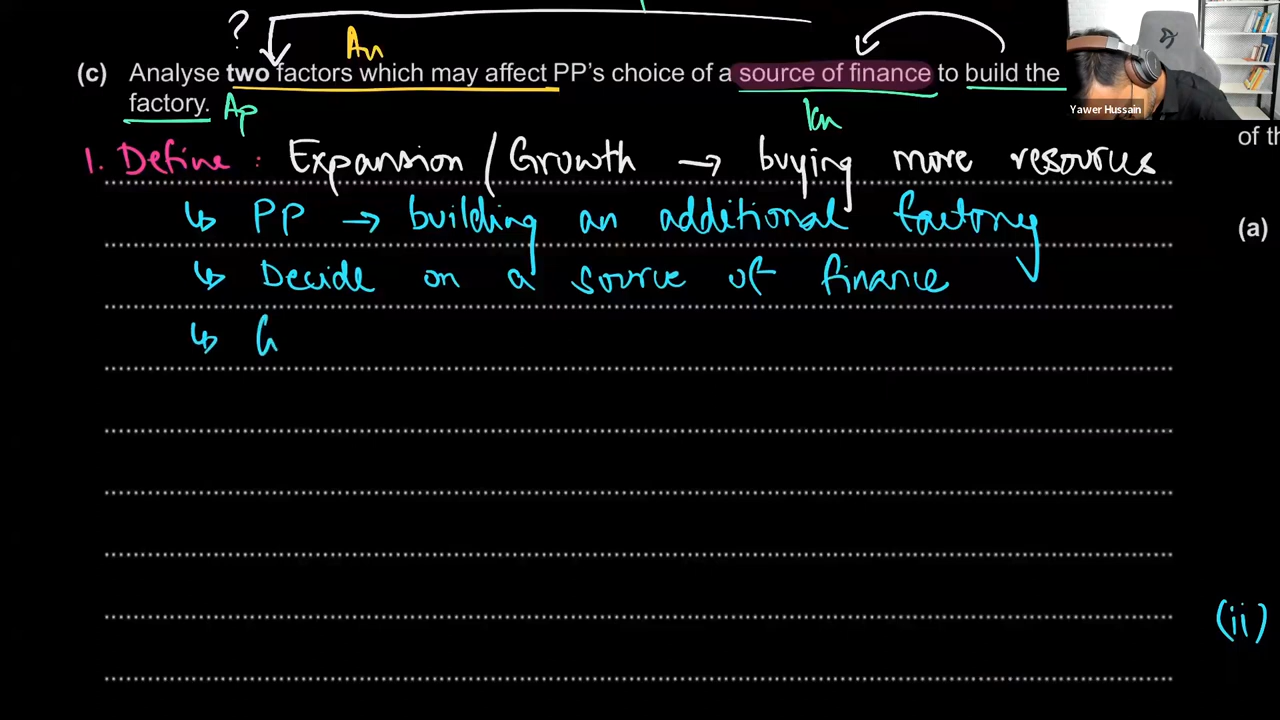 ?
An
(c) Analyse two factors which may affect PP's choice of a source of finance to build the
factory. Ap
kn
Yawer Hussain
of th
1. Define : Expansion / Growth → buying more resources
↳ PP → building an additional factory
(a)
↳ Decide on a source of finance
↳ G
(ii)